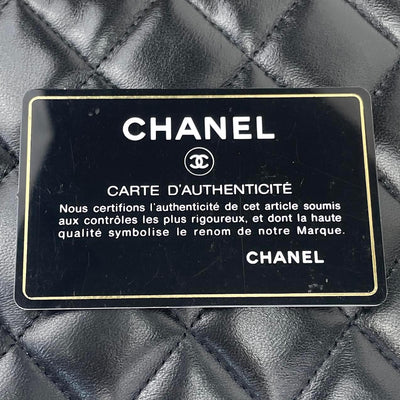 CHANEL
CARTE D'AUTHENTICITÉ
Nous certifions l'authenticité de cet article soumis
aux contrôles les plus rigoureux, et dont la haute
qualité symbolise le renom de notre Marque.
CHANEL